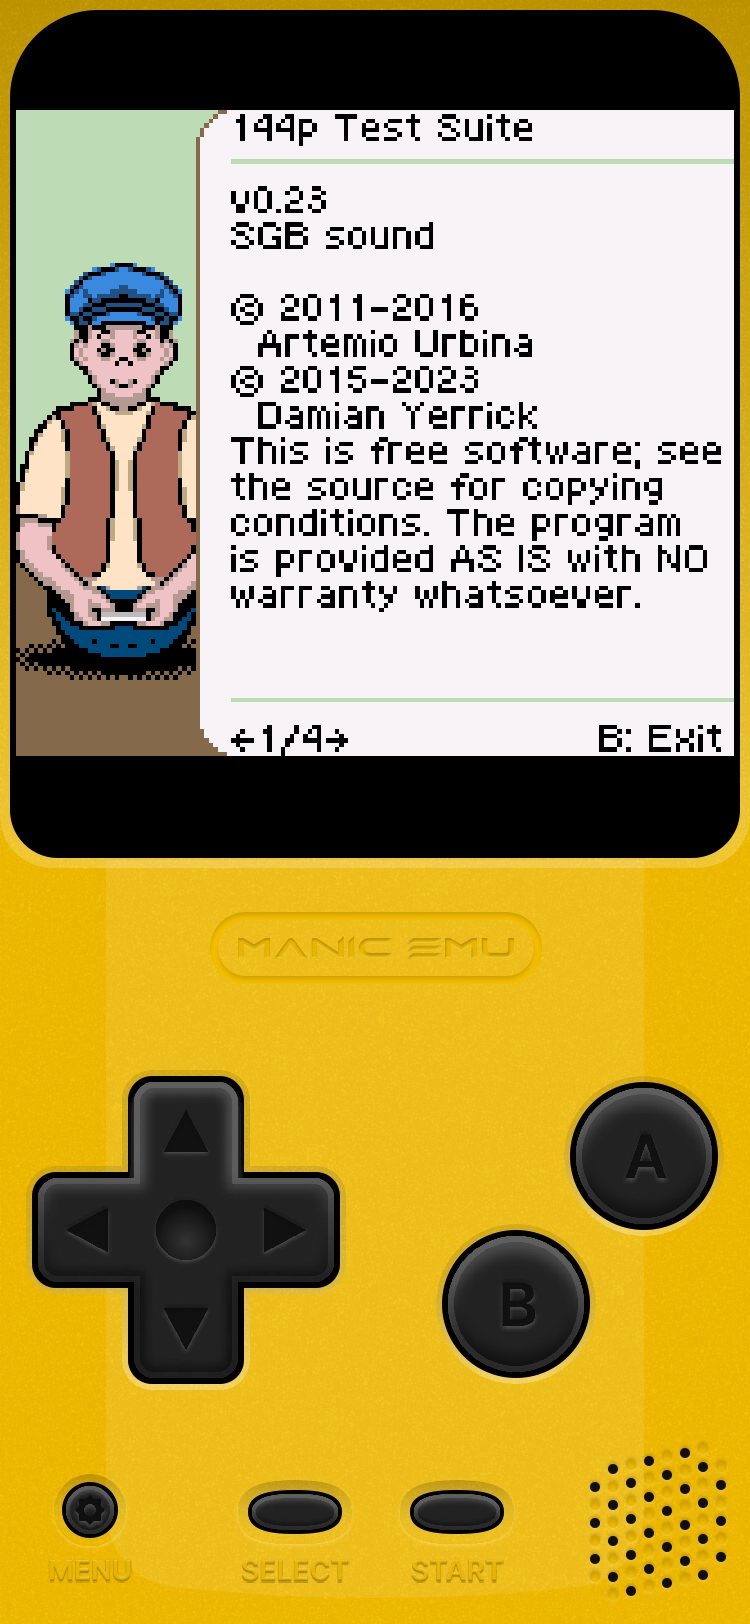 144p Test Suite
v0.23
SGB sound
© 2011-2016
Artemio Urbina
© 2015-2023
Damian Yerrick
This is free software; see
the source for copying
conditions. The program
is provided AS IS with NO
warranty whatsoever.
←1/4→ B: Exit
MANIC EMU
A
B
MENU SELECT START